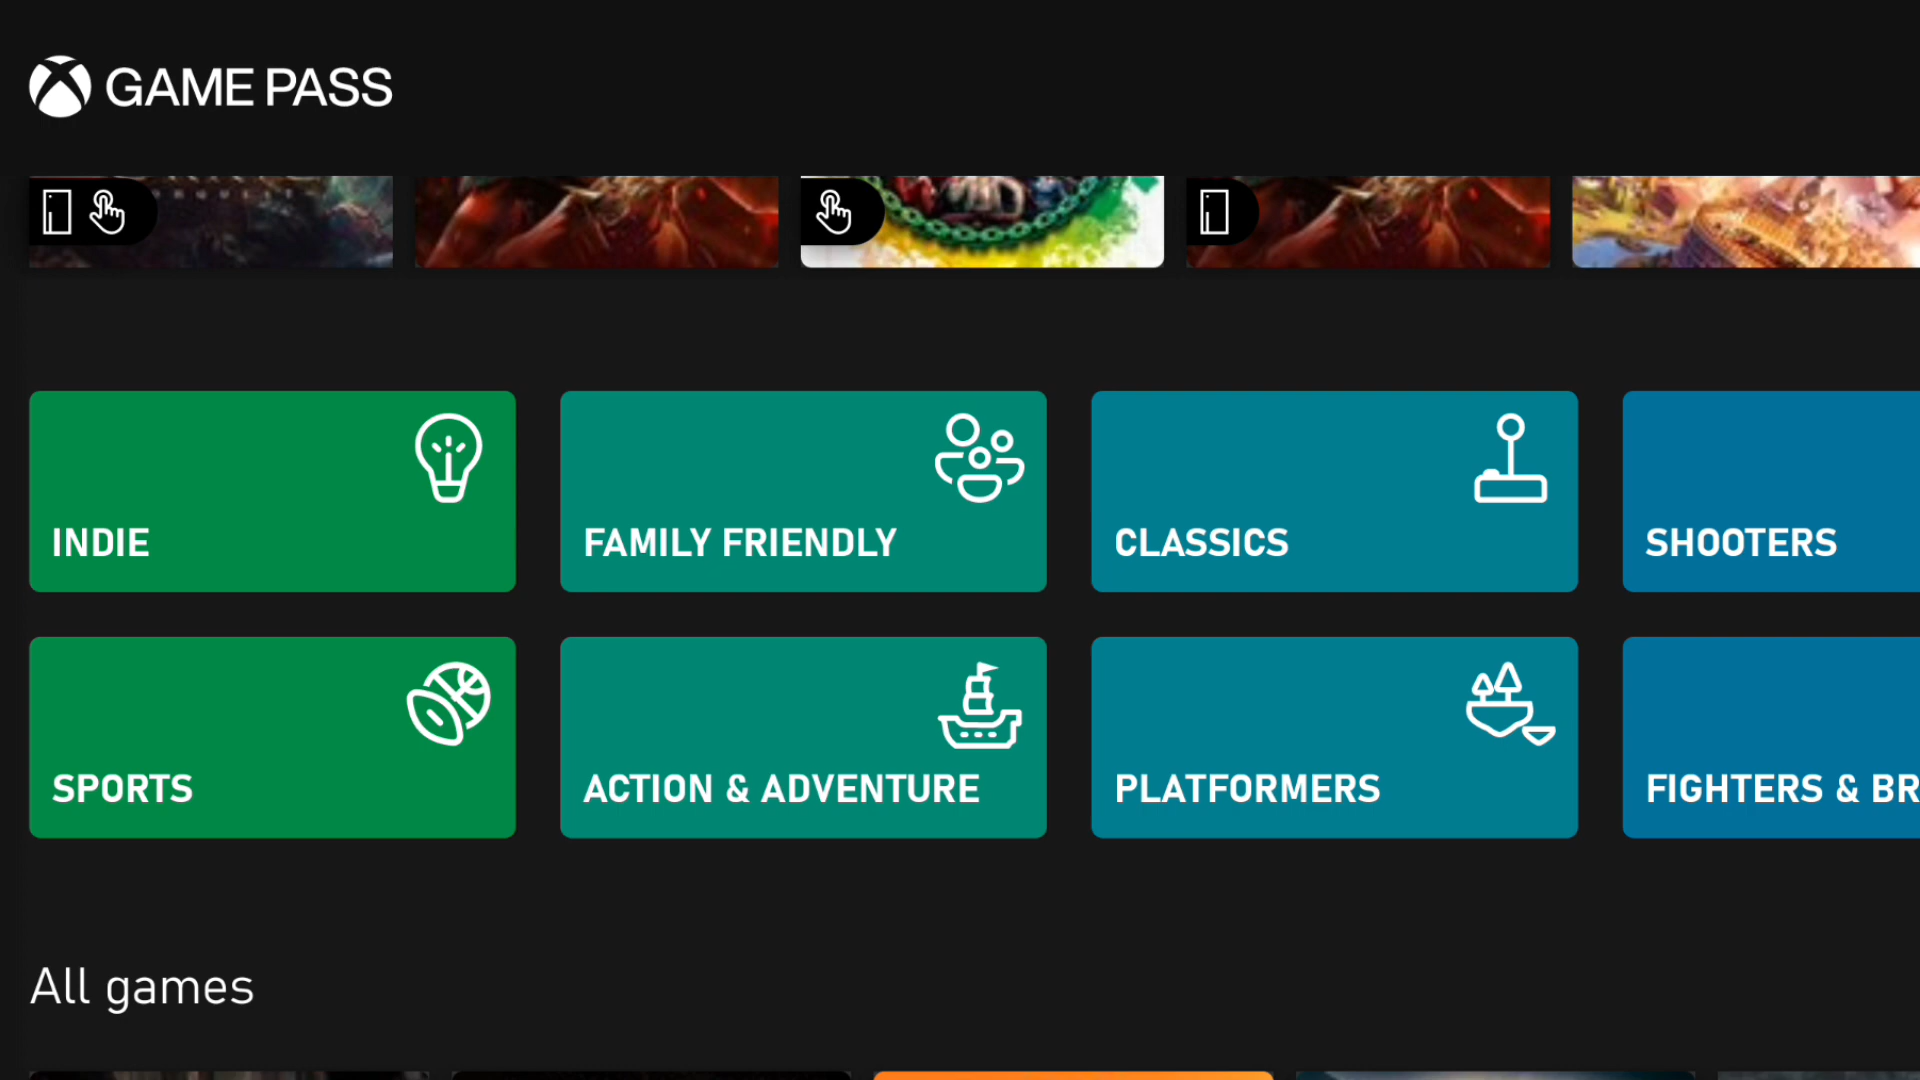 GAME PASS
INDIE
FAMILY FRIENDLY
CLASSICS
SHOOTERS
SPORTS
ACTION & ADVENTURE
PLATFORMERS
FIGHTERS & BR
All games